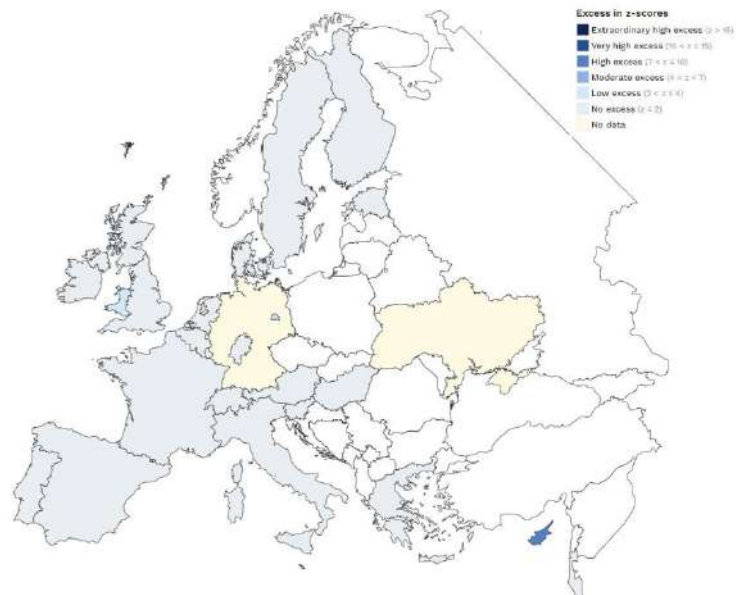 Excess in z-scores
Extraordinary high excess (z > 15)
Very high excess (10 < z ≤ 15)
High excess (7 < z ≤ 10)
Moderate excess (4 < z < 7)
Low excess (2 < z ≤ 4)
No excess (z ≤ 2)
No data